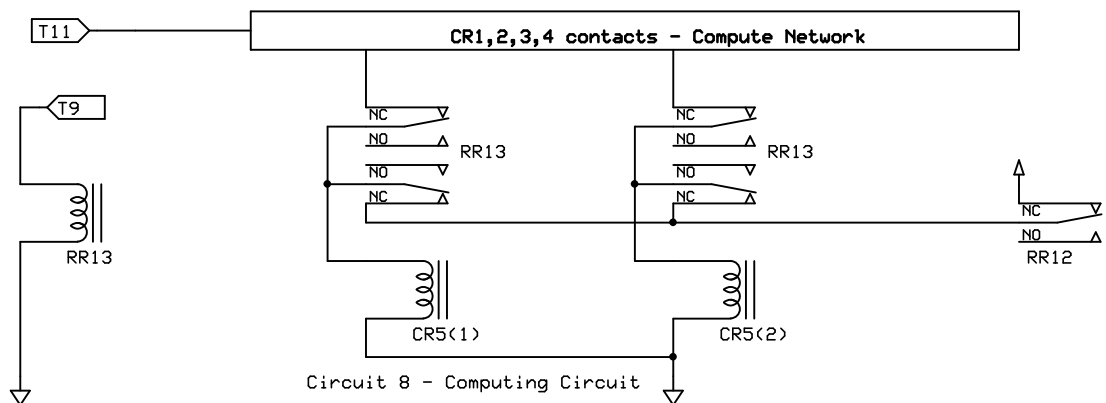 T11
CR1,2,3,4 contacts - Compute Network
T9
NC
NO
RR13
NO
NC
NC
NO
RR13
NO
NC
NC
NO
RR12
RR13
CR5(1)
CR5(2)
Circuit 8 - Computing Circuit